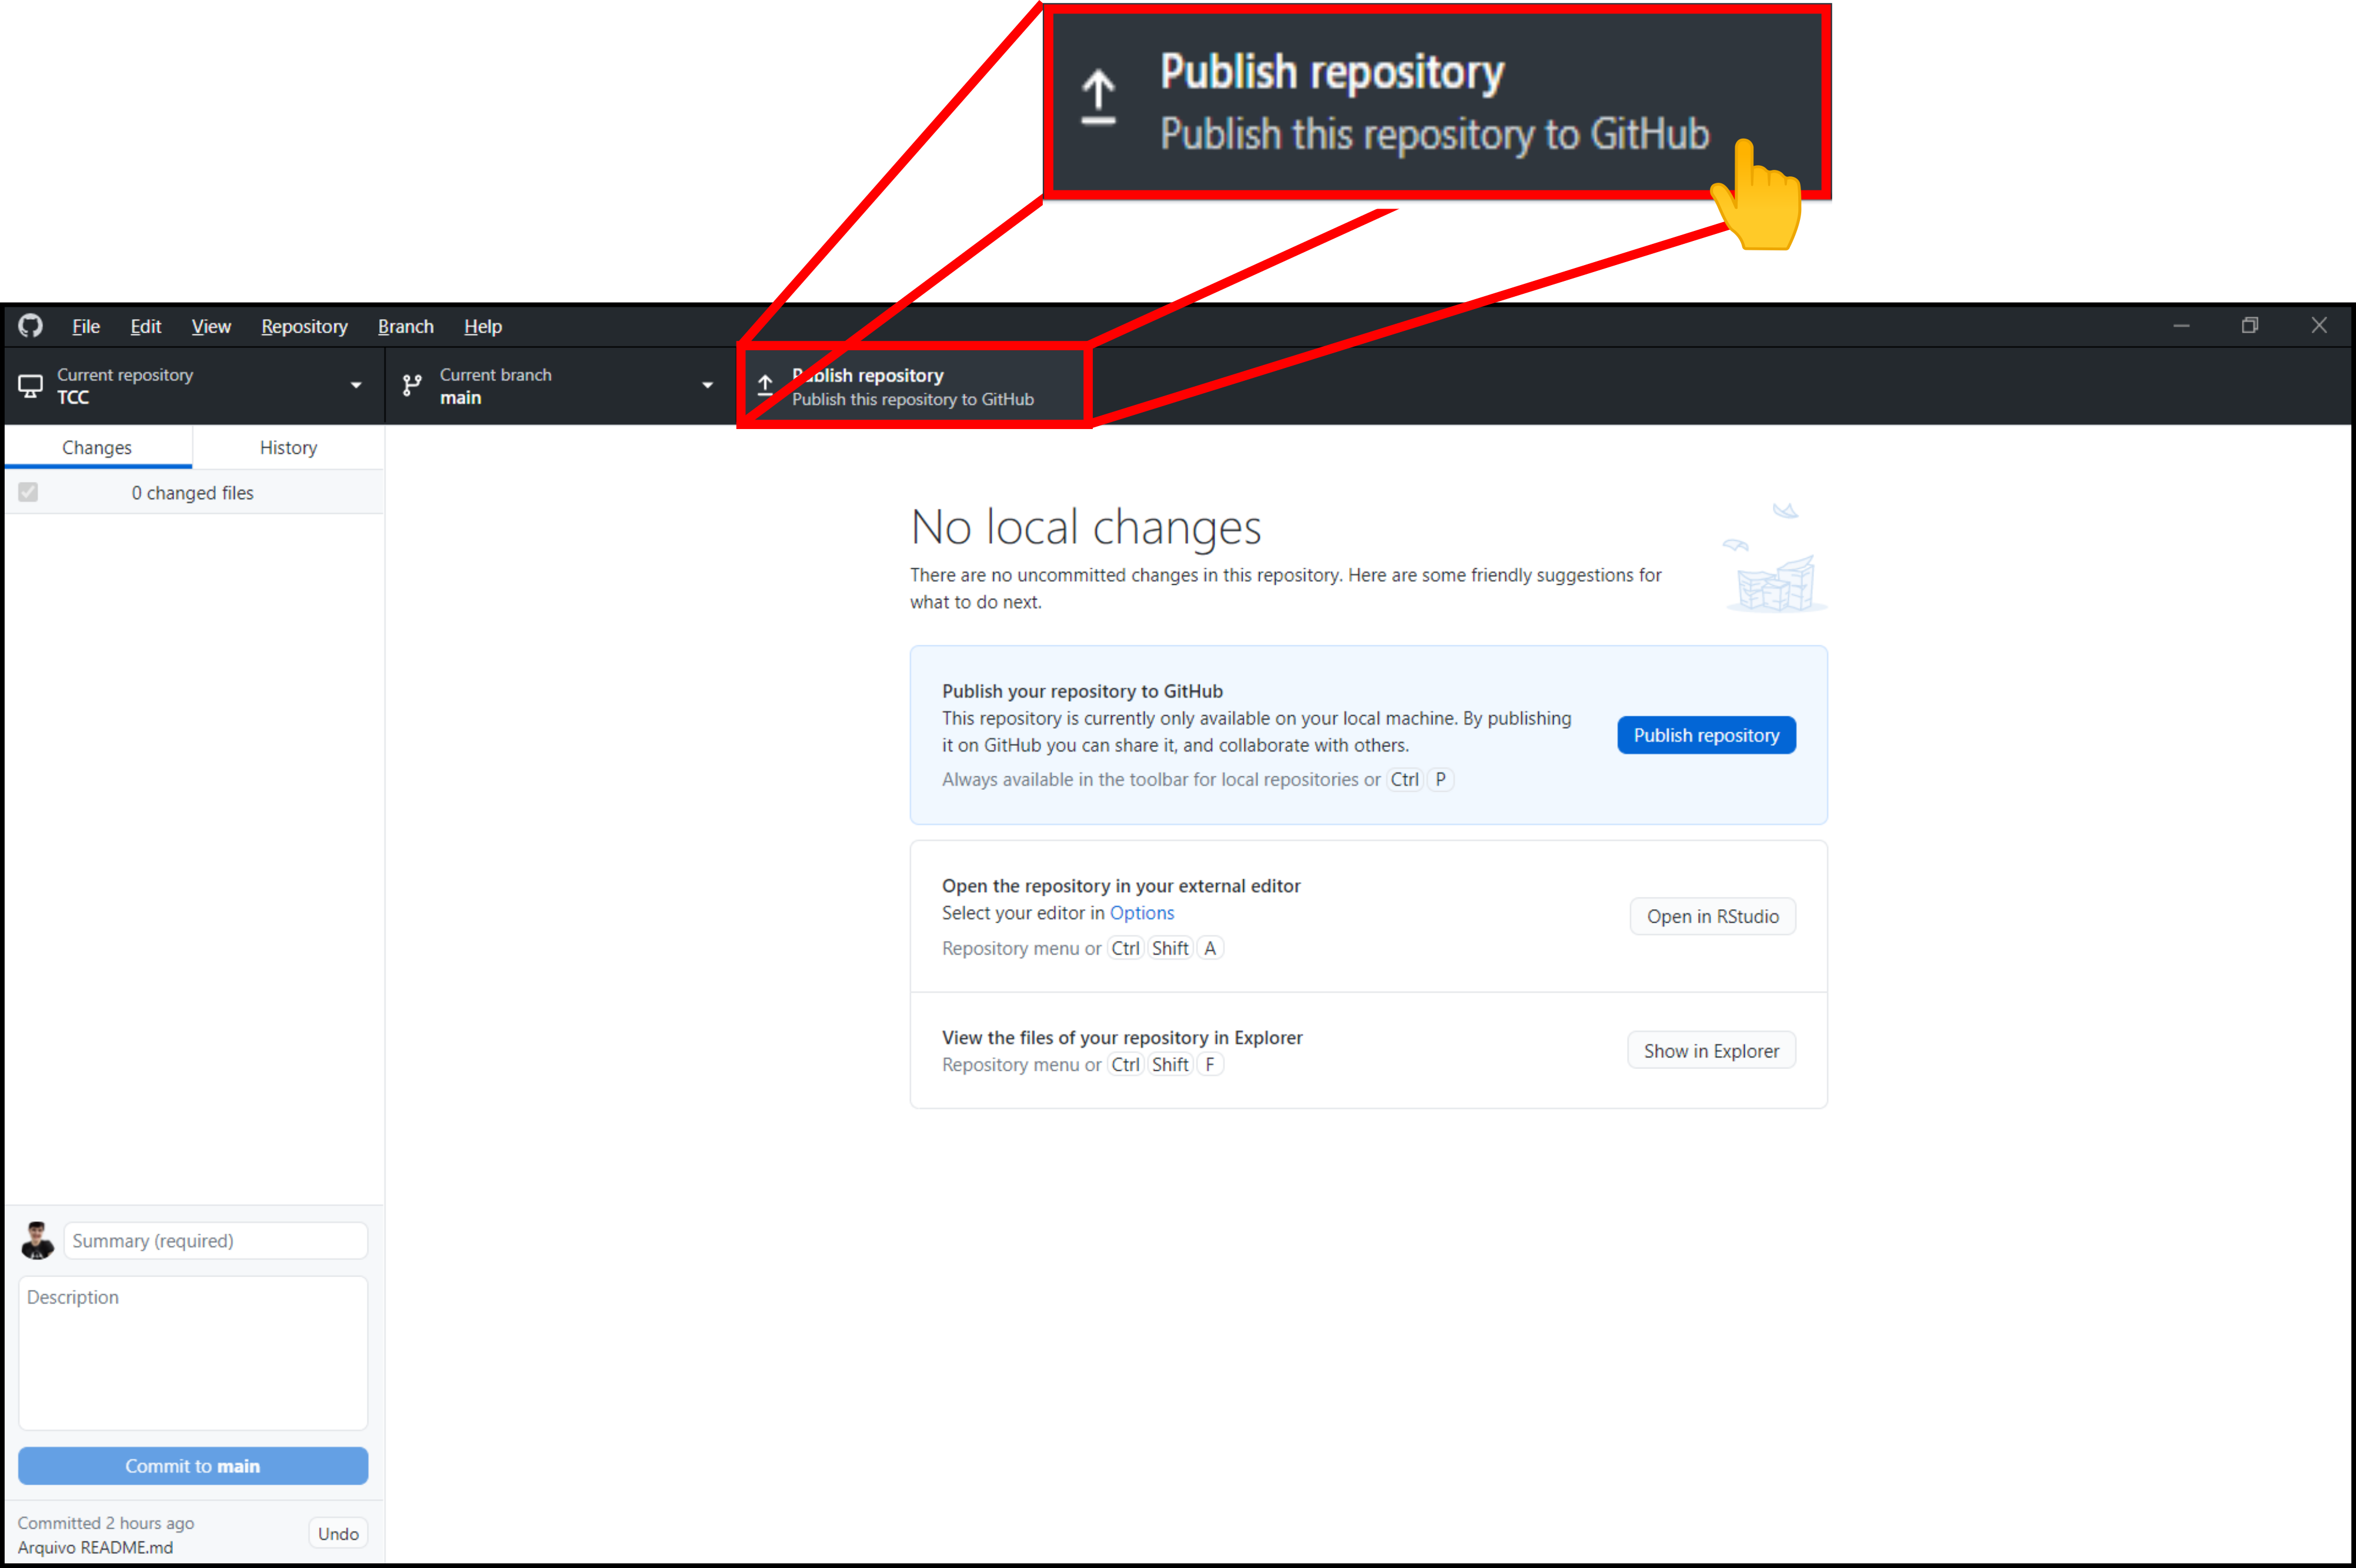 Publish repository
Publish this repository to GitHub
File Edit View Repository Branch Help
Current repository
TCC
Current branch
main
Publish repository
Publish this repository to GitHub
Changes History
0 changed files
No local changes
There are no uncommitted changes in this repository. Here are some friendly suggestions for
what to do next.
Publish your repository to GitHub
This repository is currently only available on your local machine. By publishing
it on GitHub you can share it, and collaborate with others.
Always available in the toolbar for local repositories or Ctrl P
Publish repository
Open the repository in your external editor
Select your editor in Options
Repository menu or Ctrl Shift A
Open in RStudio
View the files of your repository in Explorer
Repository menu or Ctrl Shift F
Show in Explorer
Summary (required)
Description
Commit to main
Committed 2 hours ago
Arquivo README.md
Undo